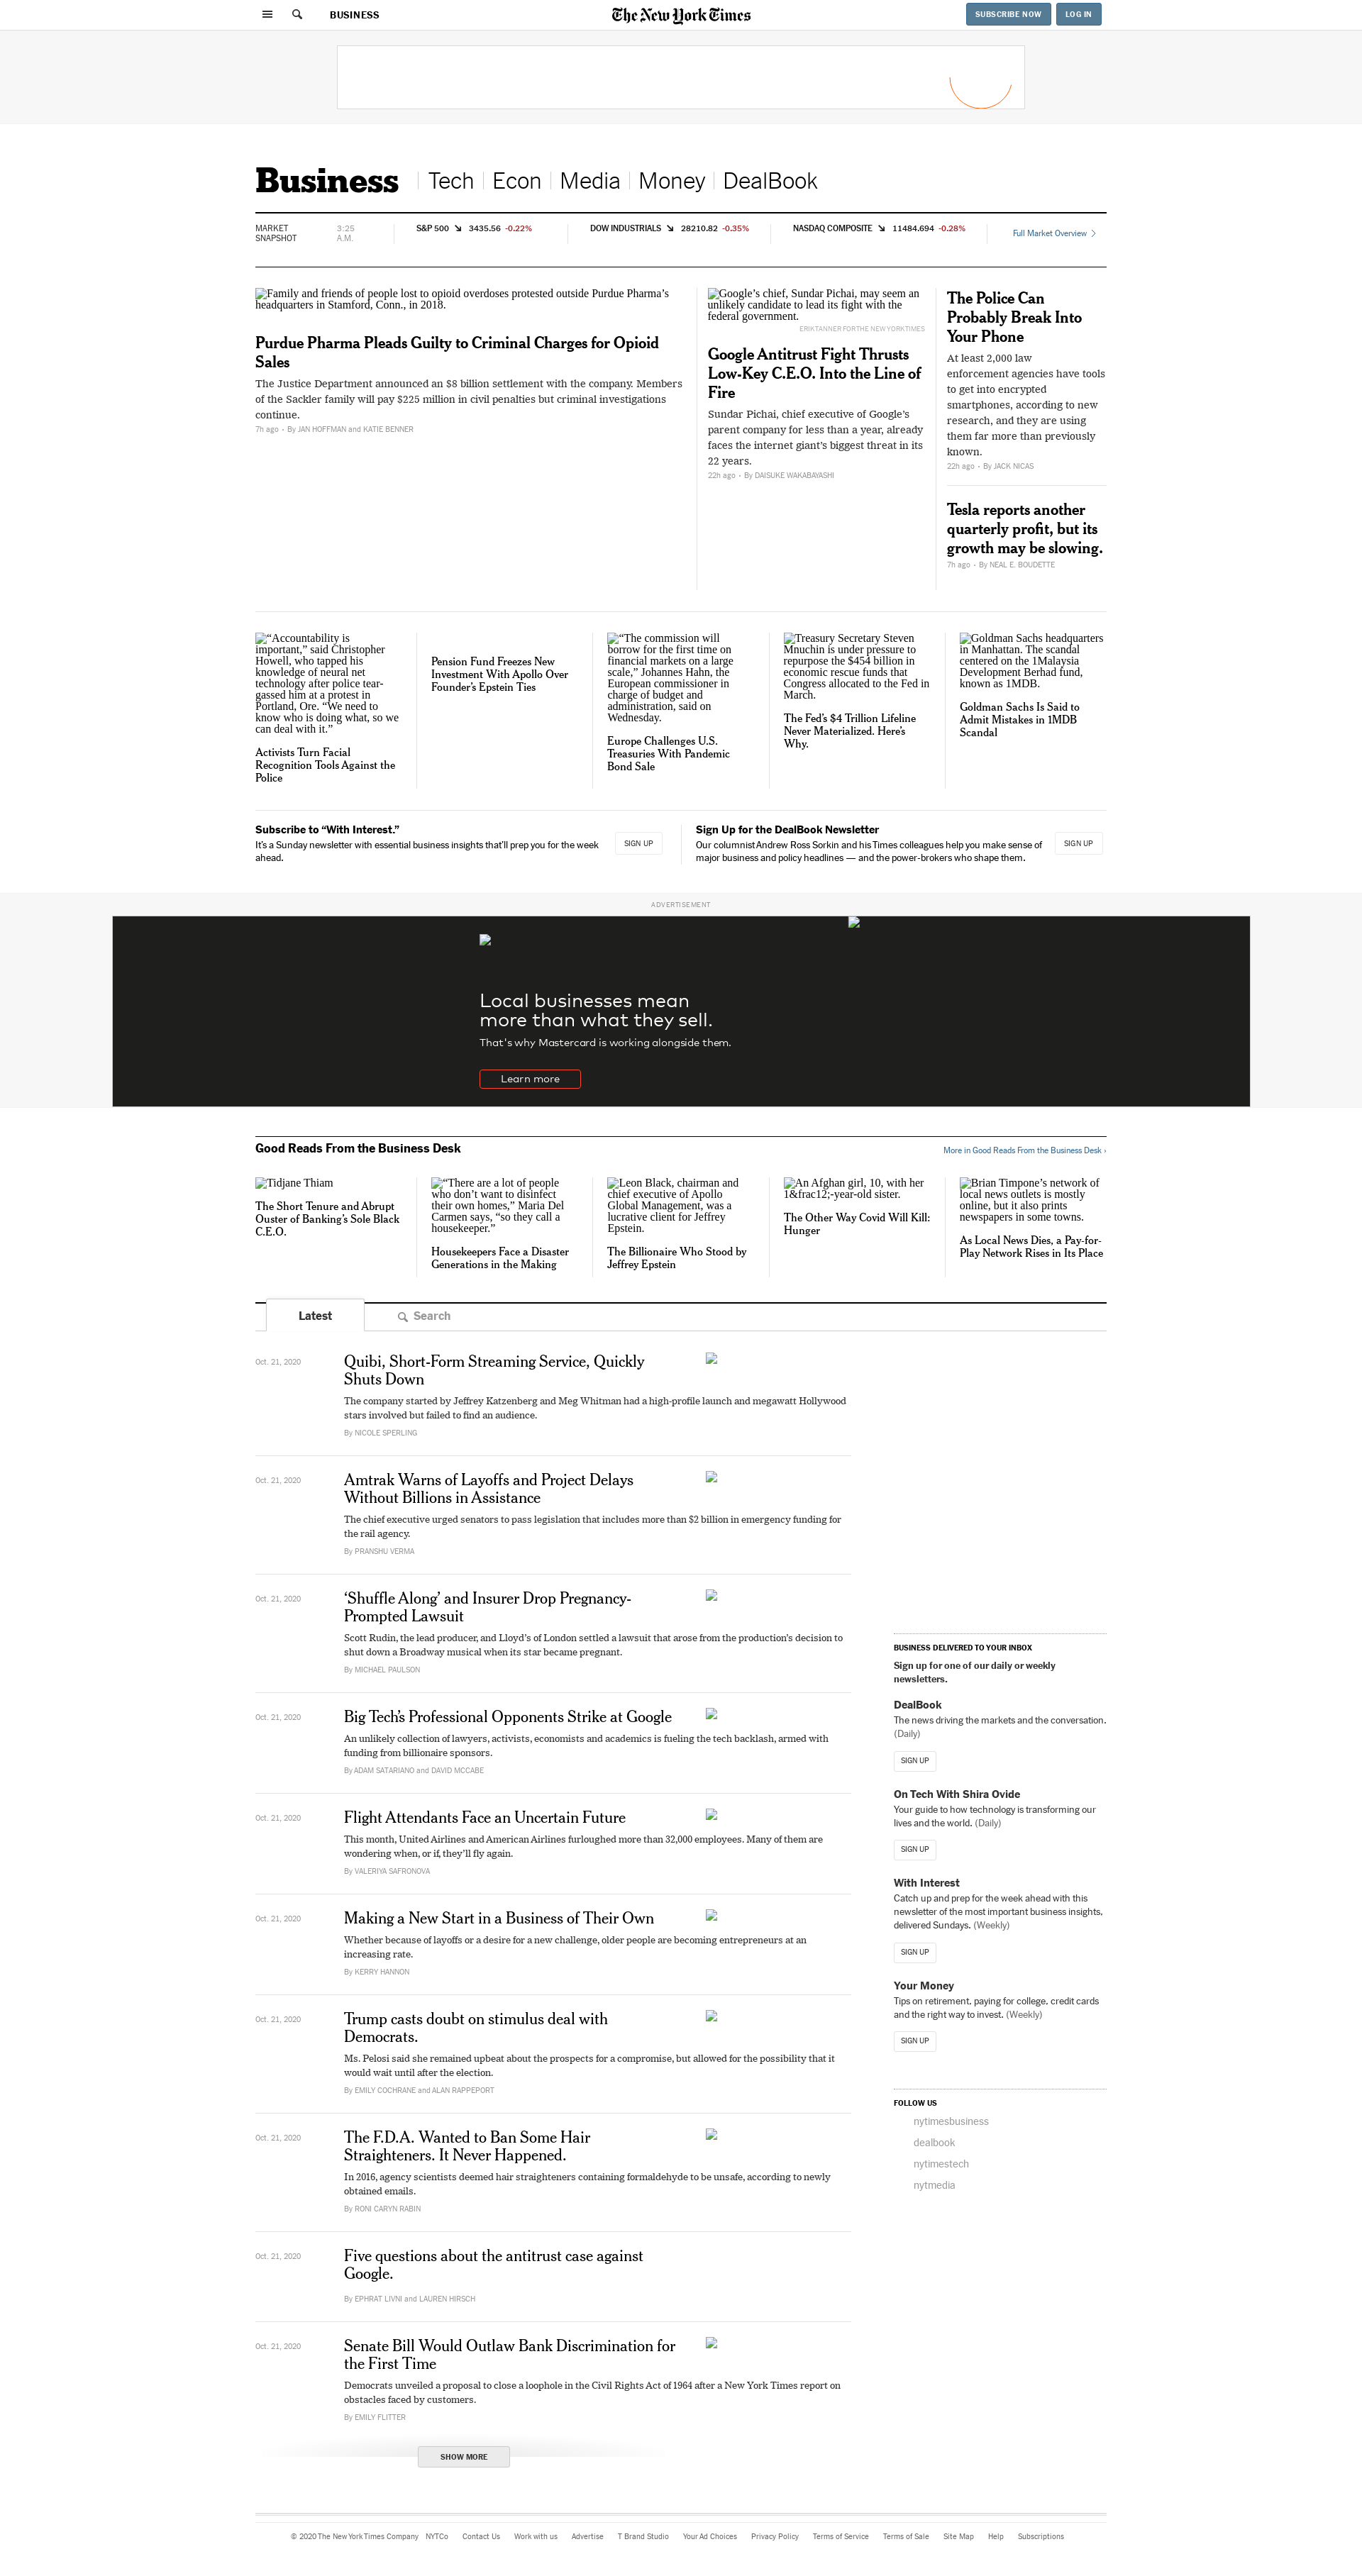 BUSINESS
The New York Times
SUBSCRIBE NOW
LOG IN
Business
Tech
Econ
Media
Money
DealBook
MARKET
SNAPSHOT
3:25
A.M.
S&P 500 3435.56 -0.22%
DOW INDUSTRIALS 28210.82 -0.35%
NASDAQ COMPOSITE 11484.694 -0.28%
Full Market Overview
Family and friends of people lost to opioid overdoses protested outside Purdue Pharma’s
headquarters in Stamford, Conn., in 2018.
Purdue Pharma Pleads Guilty to Criminal Charges for Opioid
Sales
The Justice Department announced an $8 billion settlement with the company. Members
of the Sackler family will pay $225 million in civil penalties but criminal investigations
continue.
7h ago • By JAN HOFFMAN and KATIE BENNER
Google’s chief, Sundar Pichai, may seem an
unlikely candidate to lead its fight with the
federal government.
ERIK TANNER FOR THE NEW YORK TIMES
Google Antitrust Fight Thrusts
Low-Key C.E.O. Into the Line of
Fire
Sundar Pichai, chief executive of Google’s
parent company for less than a year, already
faces the internet giant’s biggest threat in its
22 years.
22h ago • By DAISUKE WAKABAYASHI
The Police Can
Probably Break Into
Your Phone
At least 2,000 law
enforcement agencies have tools
to get into encrypted
smartphones, according to new
research, and they are using
them far more than previously
known.
22h ago • By JACK NICAS
Tesla reports another
quarterly profit, but its
growth may be slowing.
7h ago • By NEAL E. BOUDETTE
“Accountability is
important,” said Christopher
Howell, who tapped his
knowledge of neural net
technology after police tear-
gassed him at a protest in
Portland, Ore. “We need to
know who is doing what, so we
can deal with it.”
Activists Turn Facial
Recognition Tools Against the
Police
Pension Fund Freezes New
Investment With Apollo Over
Founder’s Epstein Ties
“The commission will
borrow for the first time on
financial markets on a large
scale,” Johannes Hahn, the
European commissioner in
charge of budget and
administration, said on
Wednesday.
Europe Challenges U.S.
Treasuries With Pandemic
Bond Sale
Treasury Secretary Steven
Mnuchin is under pressure to
repurpose the $454 billion in
economic rescue funds that
Congress allocated to the Fed in
March.
The Fed’s $4 Trillion Lifeline
Never Materialized. Here’s
Why.
Goldman Sachs headquarters
in Manhattan. The scandal
centered on the 1Malaysia
Development Berhad fund,
known as 1MDB.
Goldman Sachs Is Said to
Admit Mistakes in 1MDB
Scandal
Subscribe to “With Interest.”
It’s a Sunday newsletter with essential business insights that’ll prep you for the week
ahead.
SIGN UP
Sign Up for the DealBook Newsletter
Our columnist Andrew Ross Sorkin and his Times colleagues help you make sense of
major business and policy headlines — and the power-brokers who shape them.
SIGN UP
ADVERTISEMENT
Local businesses mean
more than what they sell.
That's why Mastercard is working alongside them.
Learn more
Good Reads From the Business Desk
More in Good Reads From the Business Desk ›
Tidjane Thiam
The Short Tenure and Abrupt
Ouster of Banking’s Sole Black
C.E.O.
“There are a lot of people
who don’t want to disinfect
their own homes,” Maria Del
Carmen says, “so they call a
housekeeper.”
Housekeepers Face a Disaster
Generations in the Making
Leon Black, chairman and
chief executive of Apollo
Global Management, was a
lucrative client for Jeffrey
Epstein.
The Billionaire Who Stood by
Jeffrey Epstein
An Afghan girl, 10, with her
1&frac12;-year-old sister.
The Other Way Covid Will Kill:
Hunger
Brian Timpone’s network of
local news outlets is mostly
online, but it also prints
newspapers in some towns.
As Local News Dies, a Pay-for-
Play Network Rises in Its Place
Latest
Search
Oct. 21, 2020
Quibi, Short-Form Streaming Service, Quickly
Shuts Down
The company started by Jeffrey Katzenberg and Meg Whitman had a high-profile launch and megawatt Hollywood
stars involved but failed to find an audience.
By NICOLE SPERLING
Oct. 21, 2020
Amtrak Warns of Layoffs and Project Delays
Without Billions in Assistance
The chief executive urged senators to pass legislation that includes more than $2 billion in emergency funding for
the rail agency.
By PRANSHU VERMA
Oct. 21, 2020
‘Shuffle Along’ and Insurer Drop Pregnancy-
Prompted Lawsuit
Scott Rudin, the lead producer, and Lloyd’s of London settled a lawsuit that arose from the production’s decision to
shut down a Broadway musical when its star became pregnant.
By MICHAEL PAULSON
Oct. 21, 2020
Big Tech’s Professional Opponents Strike at Google
An unlikely collection of lawyers, activists, economists and academics is fueling the tech backlash, armed with
funding from billionaire sponsors.
By ADAM SATARIANO and DAVID MCCABE
Oct. 21, 2020
Flight Attendants Face an Uncertain Future
This month, United Airlines and American Airlines furloughed more than 32,000 employees. Many of them are
wondering when, or if, they’ll fly again.
By VALERIYA SAFRONOVA
Oct. 21, 2020
Making a New Start in a Business of Their Own
Whether because of layoffs or a desire for a new challenge, older people are becoming entrepreneurs at an
increasing rate.
By KERRY HANNON
Oct. 21, 2020
Trump casts doubt on stimulus deal with
Democrats.
Ms. Pelosi said she remained upbeat about the prospects for a compromise, but allowed for the possibility that it
would wait until after the election.
By EMILY COCHRANE and ALAN RAPPEPORT
Oct. 21, 2020
The F.D.A. Wanted to Ban Some Hair
Straighteners. It Never Happened.
In 2016, agency scientists deemed hair straighteners containing formaldehyde to be unsafe, according to newly
obtained emails.
By RONI CARYN RABIN
Oct. 21, 2020
Five questions about the antitrust case against
Google.
By EPHRAT LIVNI and LAUREN HIRSCH
Oct. 21, 2020
Senate Bill Would Outlaw Bank Discrimination for
the First Time
Democrats unveiled a proposal to close a loophole in the Civil Rights Act of 1964 after a New York Times report on
obstacles faced by customers.
By EMILY FLITTER
SHOW MORE
BUSINESS DELIVERED TO YOUR INBOX
Sign up for one of our daily or weekly
newsletters.
DealBook
The news driving the markets and the conversation.
(Daily)
SIGN UP
On Tech With Shira Ovide
Your guide to how technology is transforming our
lives and the world. (Daily)
SIGN UP
With Interest
Catch up and prep for the week ahead with this
newsletter of the most important business insights,
delivered Sundays. (Weekly)
SIGN UP
Your Money
Tips on retirement, paying for college, credit cards
and the right way to invest. (Weekly)
SIGN UP
FOLLOW US
nytimesbusiness
dealbook
nytimestech
nytmedia
© 2020 The New York Times Company NYTCo Contact Us Work with us Advertise T Brand Studio Your Ad Choices Privacy Policy Terms of Service Terms of Sale Site Map Help Subscriptions